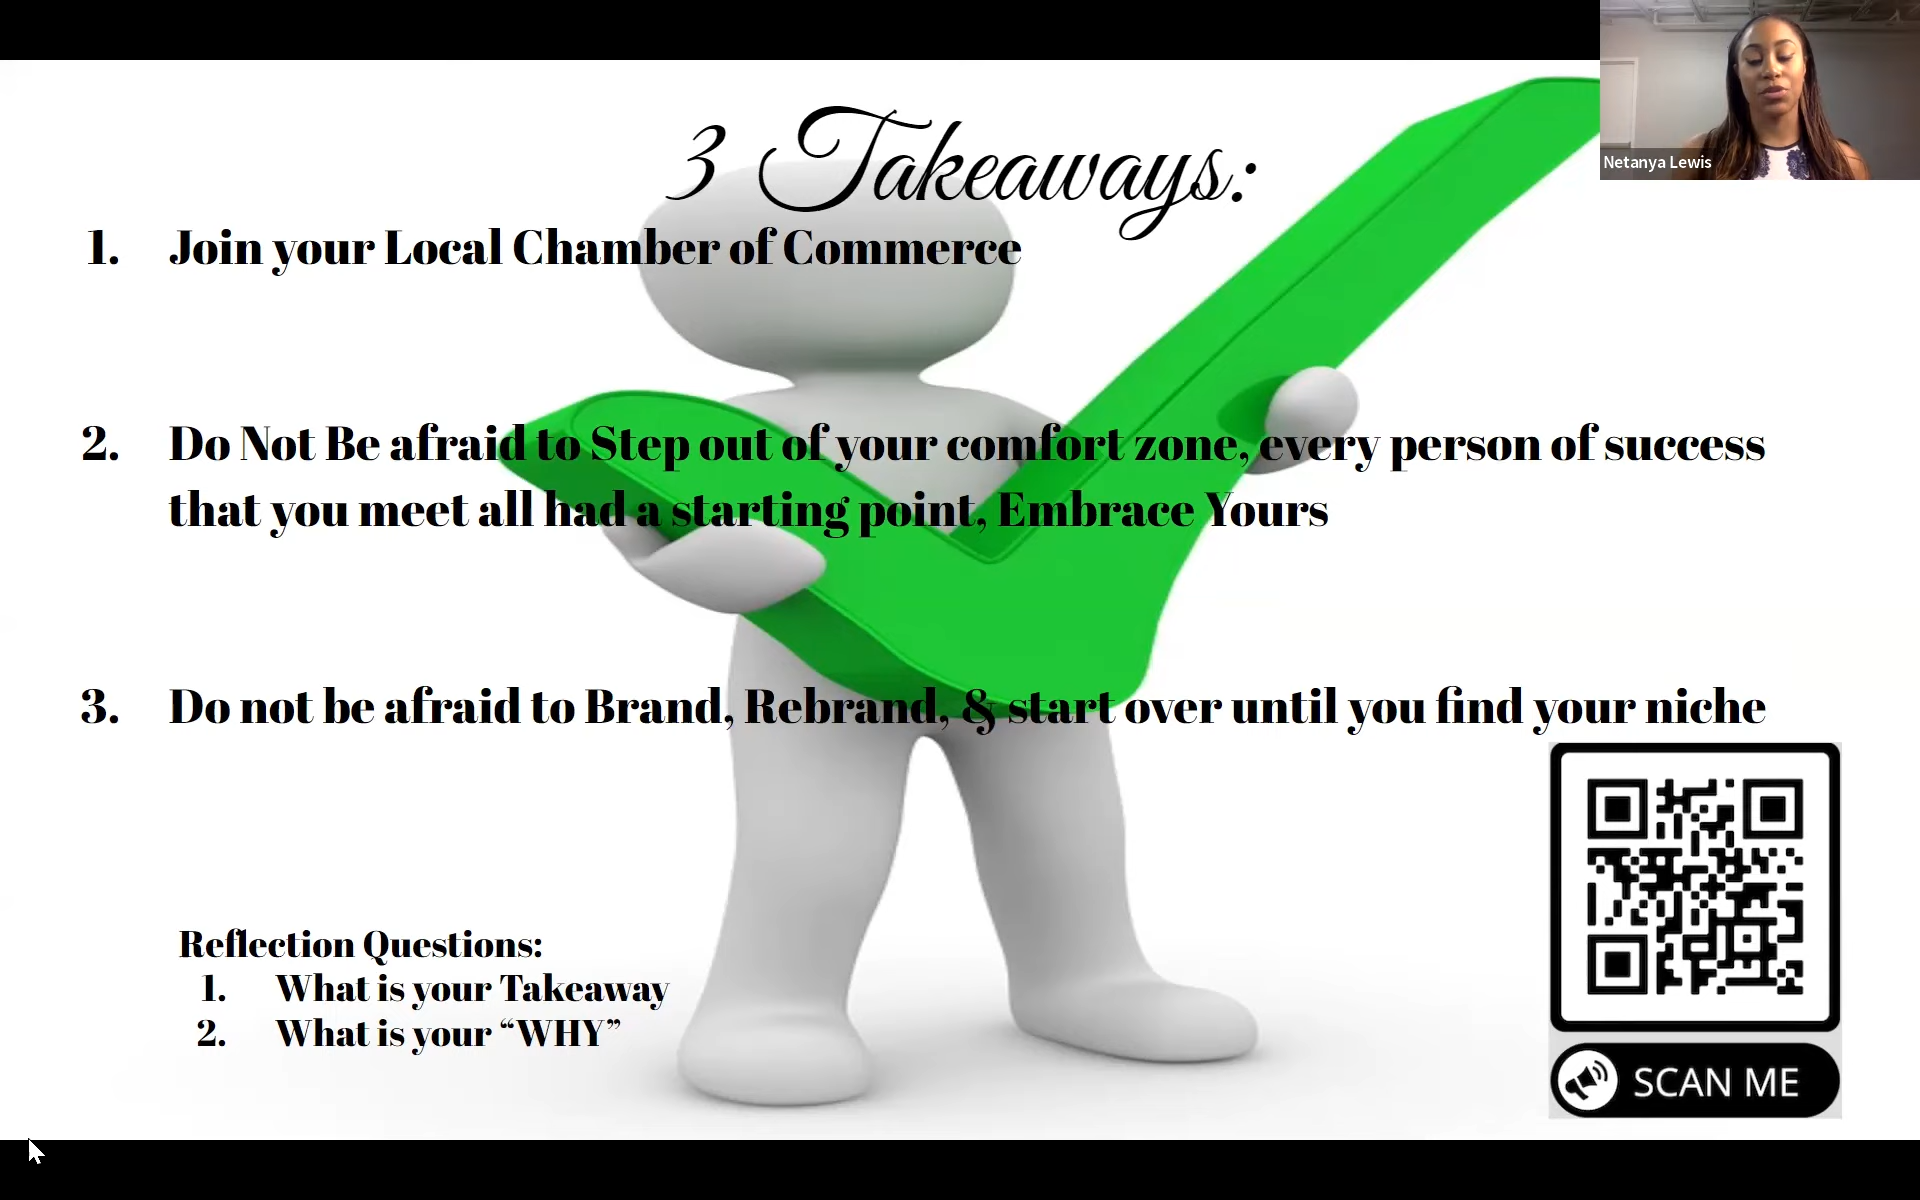 Netanya Lewis
3 Takeaways:
1. Join your Local Chamber of Commerce
2. Do Not Be afraid to Step out of your comfort zone, every person of success
that you meet all had a starting point, Embrace Yours
3. Do not be afraid to Brand, Rebrand, & start over until you find your niche
Reflection Questions:
1. What is your Takeaway
2. What is your “WHY”
SCAN ME